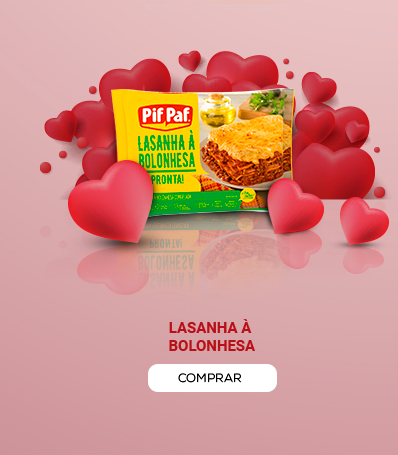 Pif Paf
LASANHA À
BOLONHESA
PRONTA!
LASANHA À
BOLONHESA
COMPRAR